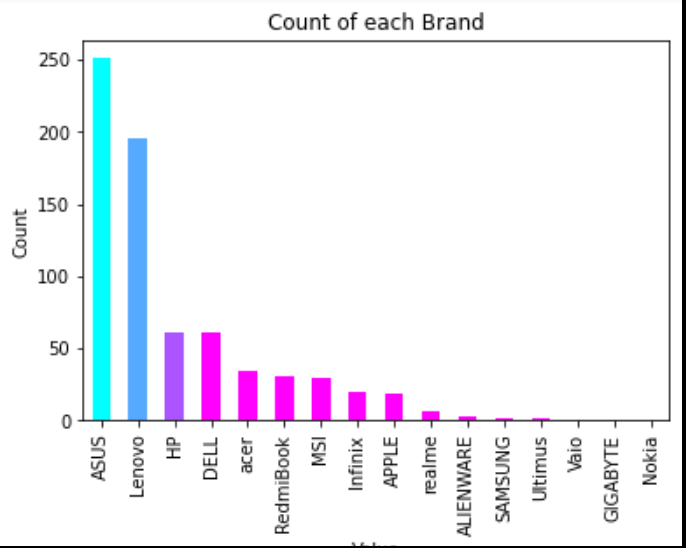 Count of each Brand
Count
250
200
150
100
50
0
ASUS
Lenovo
HP
DELL
acer
RedmiBook
MSI
Infinix
APPLE
realme
ALIENWARE
SAMSUNG
Ultimus
Vaio
GIGABYTE
Nokia